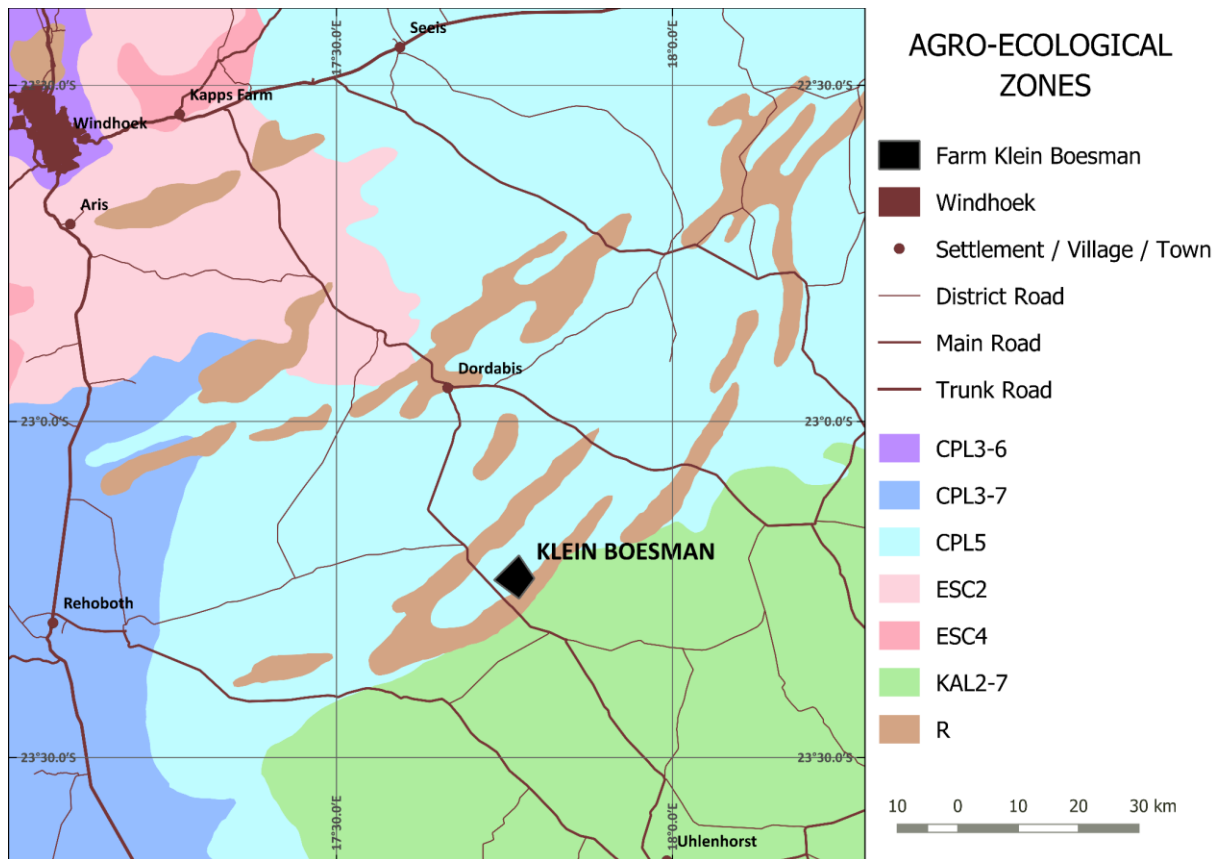 AGRO-ECOLOGICAL
ZONES
Farm Klein Boesman
Windhoek
Settlement / Village / Town
District Road
Main Road
Trunk Road
CPL3-6
CPL3-7
CPL5
ESC2
ESC4
KAL2-7
R
10 0 10 20 30 km
17°30.0'E
18°0.0'E
Seeis
22°30.0'S
22°30.0'S
Kapps Farm
Windhoek
Aris
Dordabis
23°0.0'S
23°0.0'S
KLEIN BOESMAN
Rehoboth
23°30.0'S
23°30.0'S
17°30.0'E
18°0.0'E
Uhlenhorst